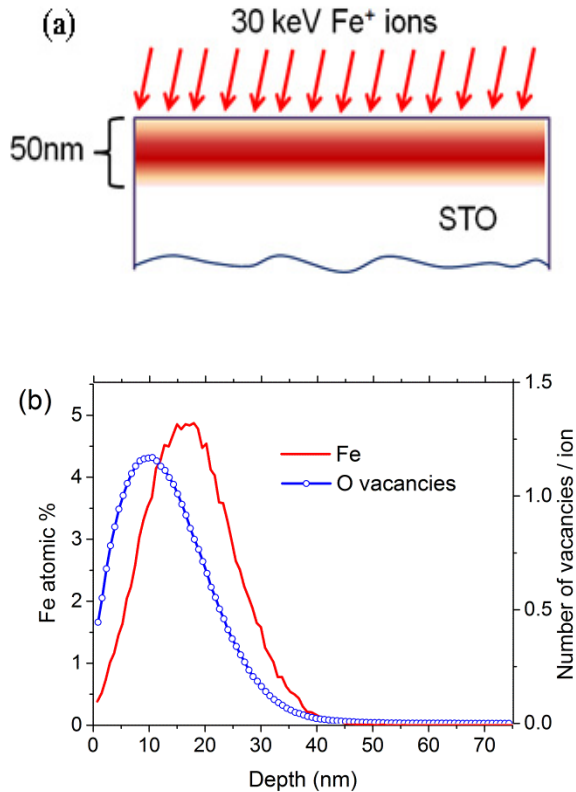 (a)
30 keV Fe+ ions
50nm
STO
(b)
Fe
O vacancies
Fe atomic %
5
4
3
2
1
0
Number of vacancies / ion
1.5
1.0
0.5
0.0
0 10 20 30 40 50 60 70
Depth (nm)